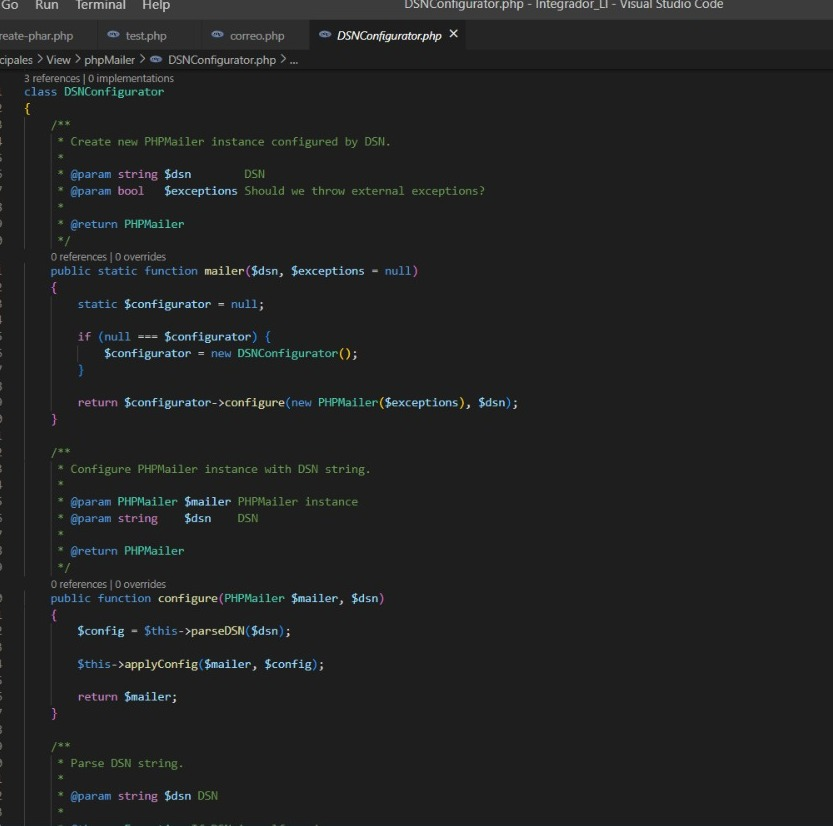 Go Run Terminal Help DSNConfigurator.php - Integrador_LI - Visual Studio Code
reate-phar.php test.php correo.php DSNConfigurator.php ×
cipales > View > phpMailer > DSNConfigurator.php > ...
3 references | 0 implementations
class DSNConfigurator
{
/**
* Create new PHPMailer instance configured by DSN.
*
* @param string $dsn DSN
* @param bool $exceptions Should we throw external exceptions?
*
* @return PHPMailer
*/
0 references | 0 overrides
public static function mailer($dsn, $exceptions = null)
{
static $configurator = null;
if (null === $configurator) {
$configurator = new DSNConfigurator();
}
return $configurator->configure(new PHPMailer($exceptions), $dsn);
}
/**
* Configure PHPMailer instance with DSN string.
*
* @param PHPMailer $mailer PHPMailer instance
* @param string $dsn DSN
*
* @return PHPMailer
*/
0 references | 0 overrides
public function configure(PHPMailer $mailer, $dsn)
{
$config = $this->parseDSN($dsn);
$this->applyConfig($mailer, $config);
return $mailer;
}
/**
* Parse DSN string.
*
* @param string $dsn DSN
*